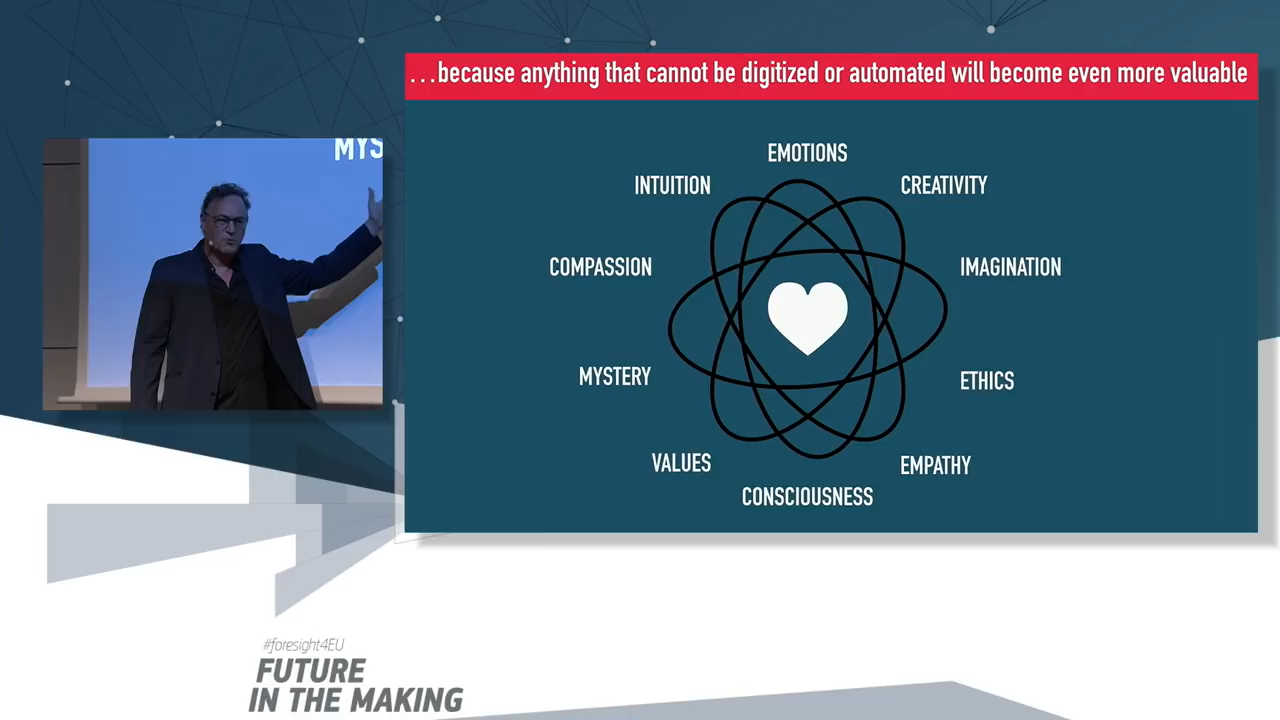 ...because anything that cannot be digitized or automated will become even more valuable
MYS
EMOTIONS
INTUITION
CREATIVITY
COMPASSION
IMAGINATION
MYSTERY
ETHICS
VALUES
EMPATHY
CONSCIOUSNESS
#foresight4EU
FUTURE
IN THE MAKING